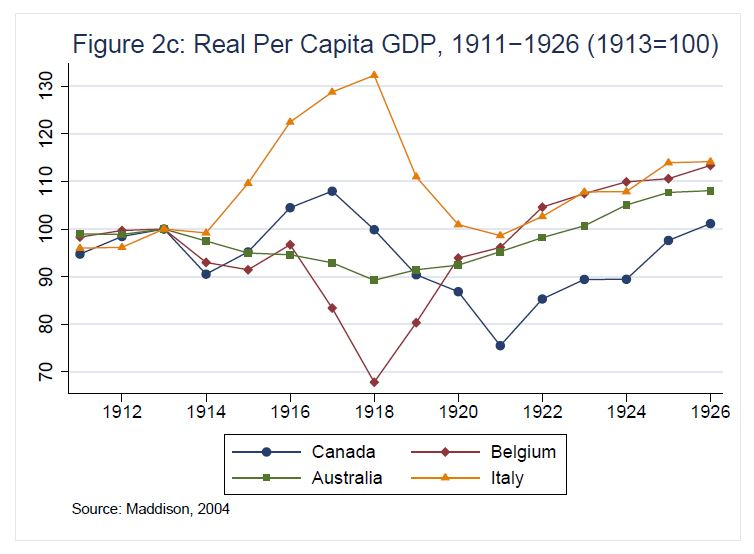 Figure 2c: Real Per Capita GDP, 1911−1926 (1913=100)
130
120
110
100
90
80
70
1912 1914 1916 1918 1920 1922 1924 1926
Canada Belgium
Australia Italy
Source: Maddison, 2004